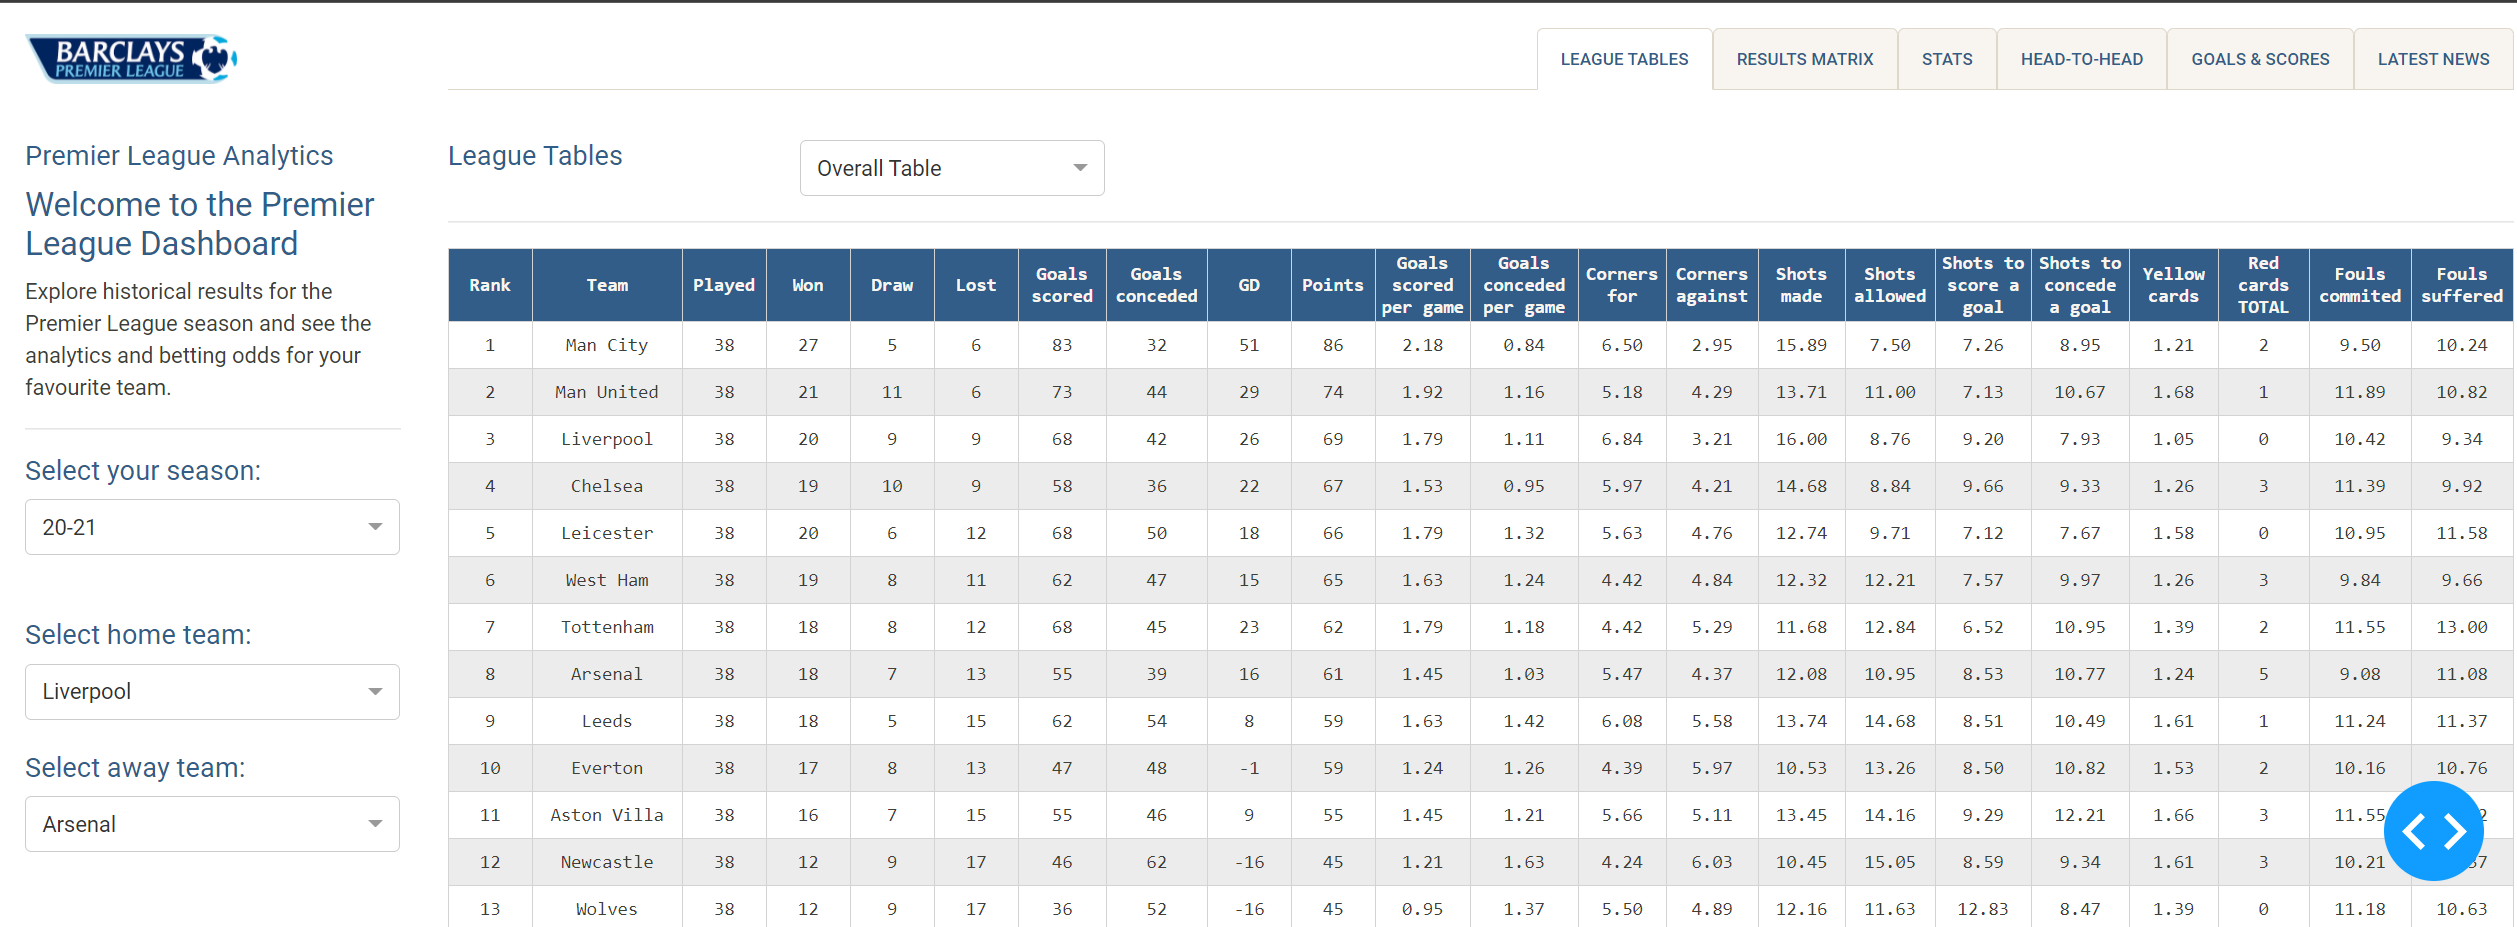 BARCLAYS
PREMIER LEAGUE
LEAGUE TABLES RESULTS MATRIX STATS HEAD-TO-HEAD GOALS & SCORES LATEST NEWS
Premier League Analytics
Welcome to the Premier
League Dashboard
Explore historical results for the
Premier League season and see the
analytics and betting odds for your
favourite team.
Select your season:
20-21
Select home team:
Liverpool
Select away team:
Arsenal
League Tables
Overall Table
Rank Team Played Won Draw Lost Goals scored Goals conceded GD Points Goals scored per game Goals conceded per game Corners for Corners against Shots made Shots allowed Shots to score a goal Shots to concede a goal Yellow cards Red cards TOTAL Fouls commited Fouls suffered
1 Man City 38 27 5 6 83 32 51 86 2.18 0.84 6.50 2.95 15.89 7.50 7.26 8.95 1.21 2 9.50 10.24
2 Man United 38 21 11 6 73 44 29 74 1.92 1.16 5.18 4.29 13.71 11.00 7.13 10.67 1.68 1 11.89 10.82
3 Liverpool 38 20 9 9 68 42 26 69 1.79 1.11 6.84 3.21 16.00 8.76 9.20 7.93 1.05 0 10.42 9.34
4 Chelsea 38 19 10 9 58 36 22 67 1.53 0.95 5.97 4.21 14.68 8.84 9.66 9.33 1.26 3 11.39 9.92
5 Leicester 38 20 6 12 68 50 18 66 1.79 1.32 5.63 4.76 12.74 9.71 7.12 7.67 1.58 0 10.95 11.58
6 West Ham 38 19 8 11 62 47 15 65 1.63 1.24 4.42 4.84 12.32 12.21 7.57 9.97 1.26 3 9.84 9.66
7 Tottenham 38 18 8 12 68 45 23 62 1.79 1.18 4.42 5.29 11.68 12.84 6.52 10.95 1.39 2 11.55 13.00
8 Arsenal 38 18 7 13 55 39 16 61 1.45 1.03 5.47 4.37 12.08 10.95 8.53 10.77 1.24 5 9.08 11.08
9 Leeds 38 18 5 15 62 54 8 59 1.63 1.42 6.08 5.58 13.74 14.68 8.51 10.49 1.61 1 11.24 11.37
10 Everton 38 17 8 13 47 48 -1 59 1.24 1.26 4.39 5.97 10.53 13.26 8.50 10.82 1.53 2 10.16 10.76
11 Aston Villa 38 16 7 15 55 46 9 55 1.45 1.21 5.66 5.11 13.45 14.16 9.29 12.21 1.66 3 11.55
12 Newcastle 38 12 9 17 46 62 -16 45 1.21 1.63 4.24 6.03 10.45 15.05 8.59 9.34 1.61 3 10.21
13 Wolves 38 12 9 17 36 52 -16 45 0.95 1.37 5.50 4.89 12.16 11.63 12.83 8.47 1.39 0 11.18 10.63